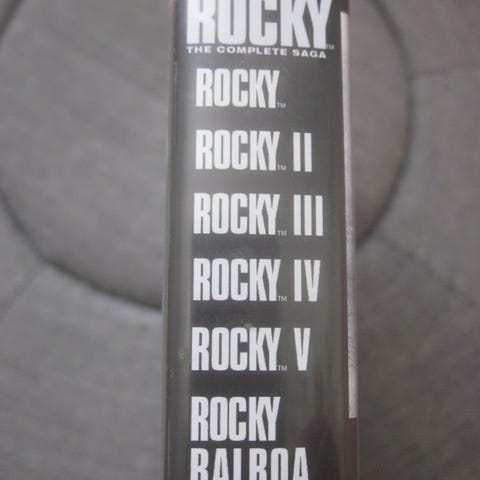 ROCKY™
THE COMPLETE SAGA
ROCKY™
ROCKY™ II
ROCKY™ III
ROCKY™ IV
ROCKY™ V
ROCKY
BALBOA